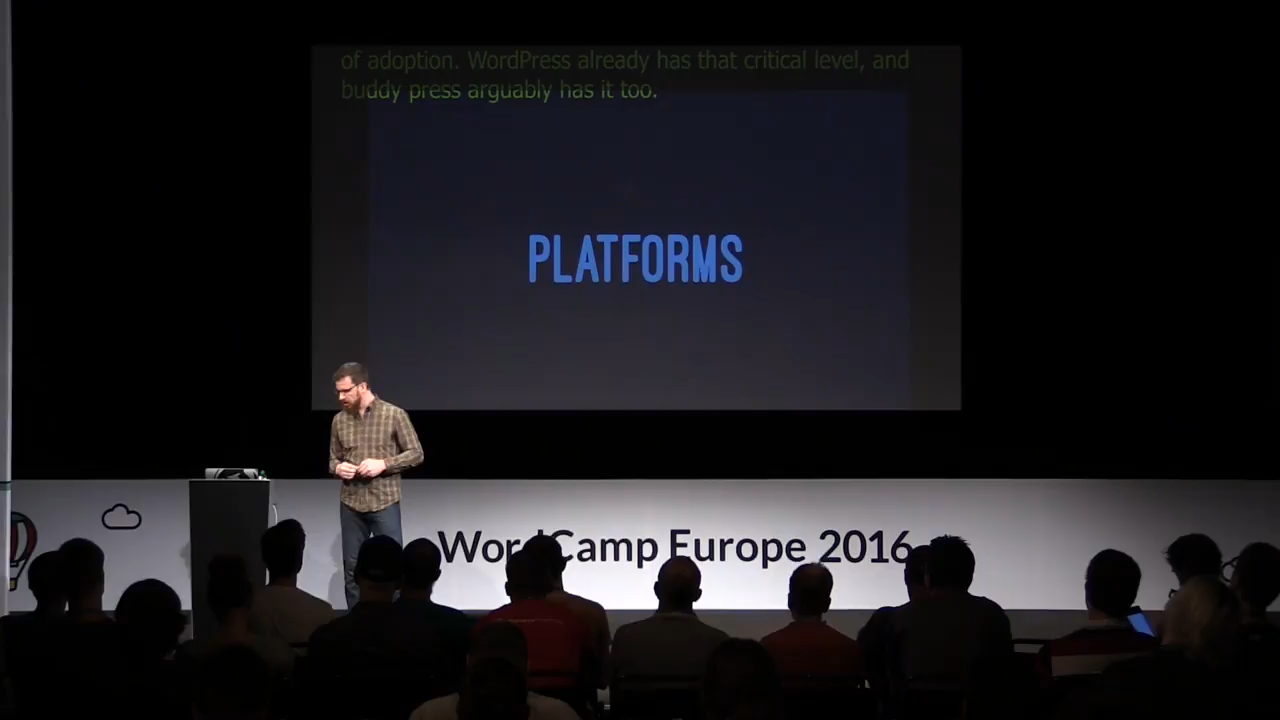 of adoption. WordPress already has that critical level, and
buddy press arguably has it too.
PLATFORMS
WordCamp Europe 2016